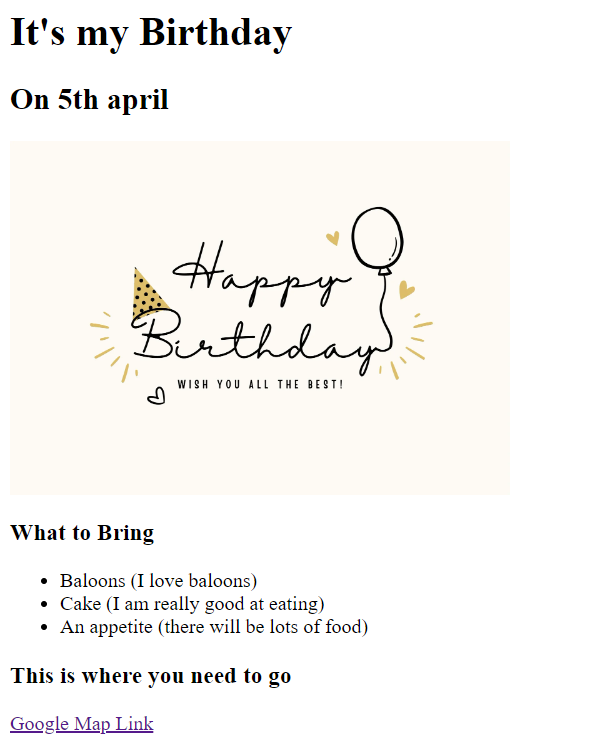 It's my Birthday
On 5th april
Happy
Birthday
WISH YOU ALL THE BEST!
What to Bring
Baloons (I love baloons)
Cake (I am really good at eating)
An appetite (there will be lots of food)
This is where you need to go
Google Map Link